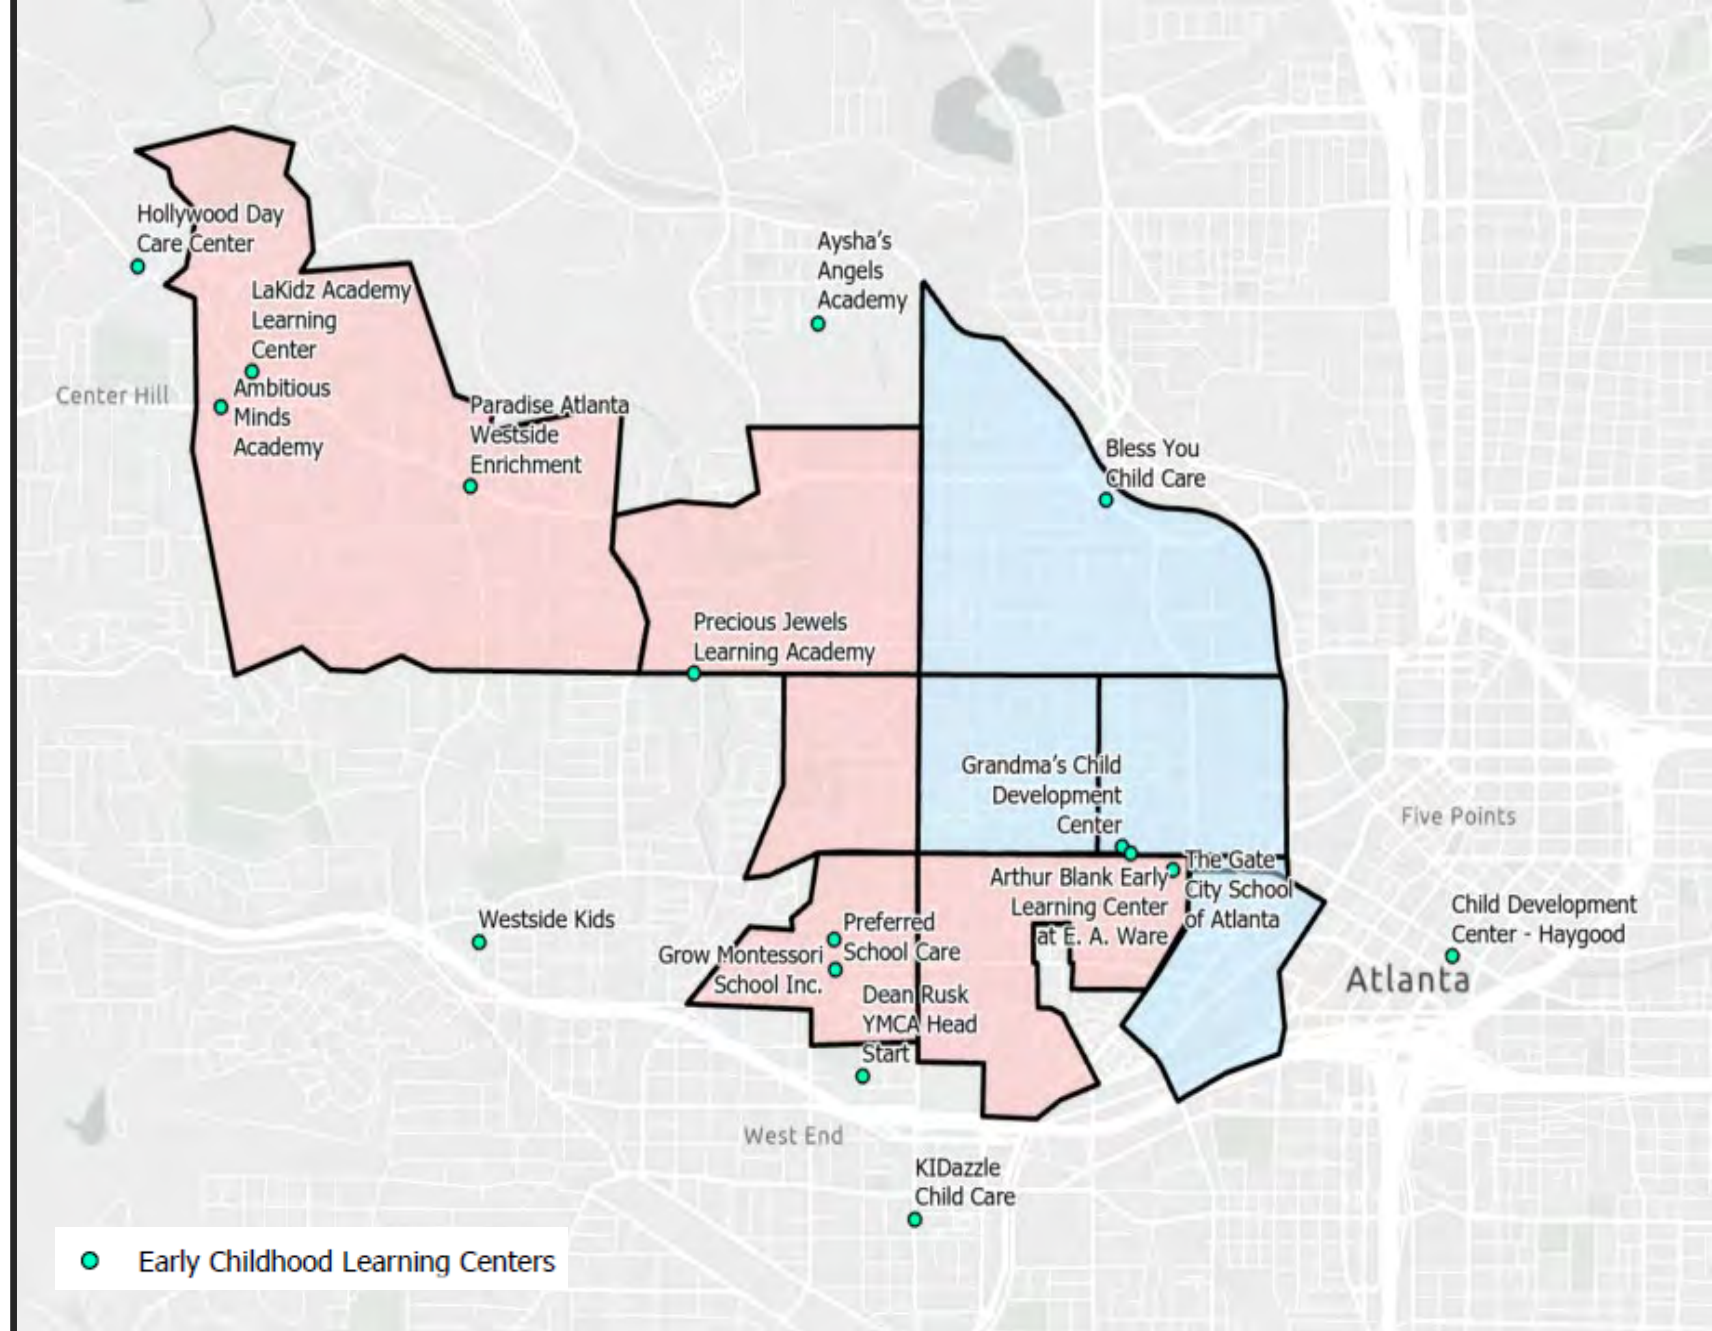 Hollywood Day
Care Center
Aysha's
Angels
Academy
LaKidz Academy
Learning
Center
Center Hill
Ambitious
Minds
Academy
Paradise Atlanta
Westside
Enrichment
Bless You
Child Care
Precious Jewels
Learning Academy
Grandma's Child
Development
Center
Five Points
The Gate
City School
of Atlanta
Arthur Blank Early
Learning Center
at E. A. Ware
Child Development
Center - Haygood
Westside Kids
Preferred
School Care
Grow Montessori
School Inc.
Atlanta
Dean Rusk
YMCA Head
Start
West End
KIDazzle
Child Care
Early Childhood Learning Centers